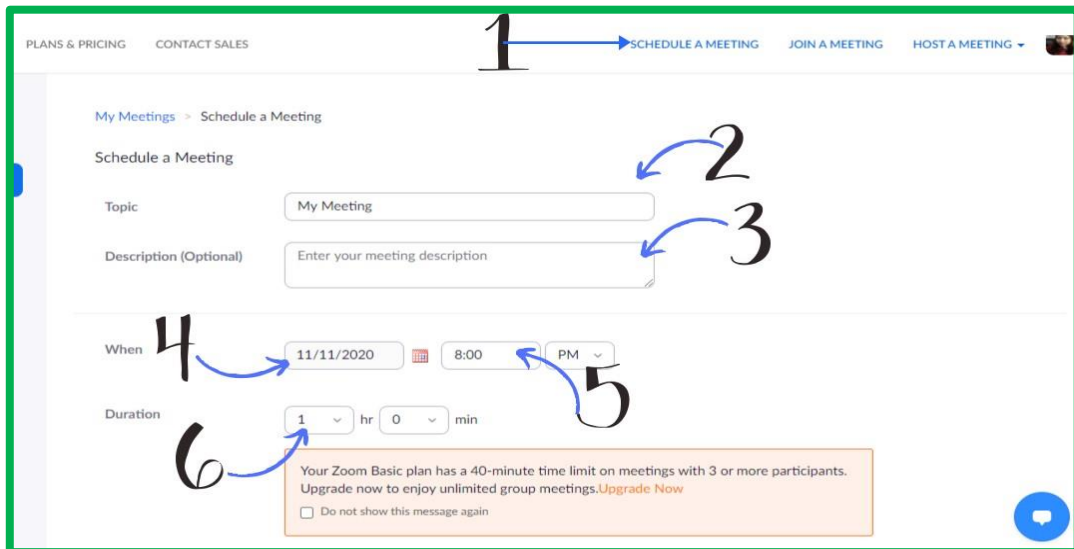 PLANS & PRICING CONTACT SALES 1 SCHEDULE A MEETING JOIN A MEETING HOST A MEETING
My Meetings > Schedule a Meeting
Schedule a Meeting
2
Topic My Meeting
3
Description (Optional) Enter your meeting description
4
When 11/11/2020 8:00 PM
5
Duration 1 hr 0 min
6
Your Zoom Basic plan has a 40-minute time limit on meetings with 3 or more participants.
Upgrade now to enjoy unlimited group meetings.Upgrade Now
Do not show this message again